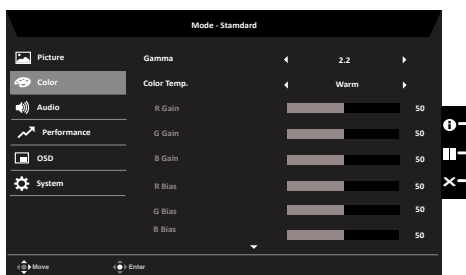 Mode - Standard
Picture
Gamma 2.2
Color
Color Temp. Warm
Audio
R Gain 50
Performance
G Gain 50
OSD
B Gain 50
System
R Bias 50
G Bias 50
B Bias 50
Move Enter